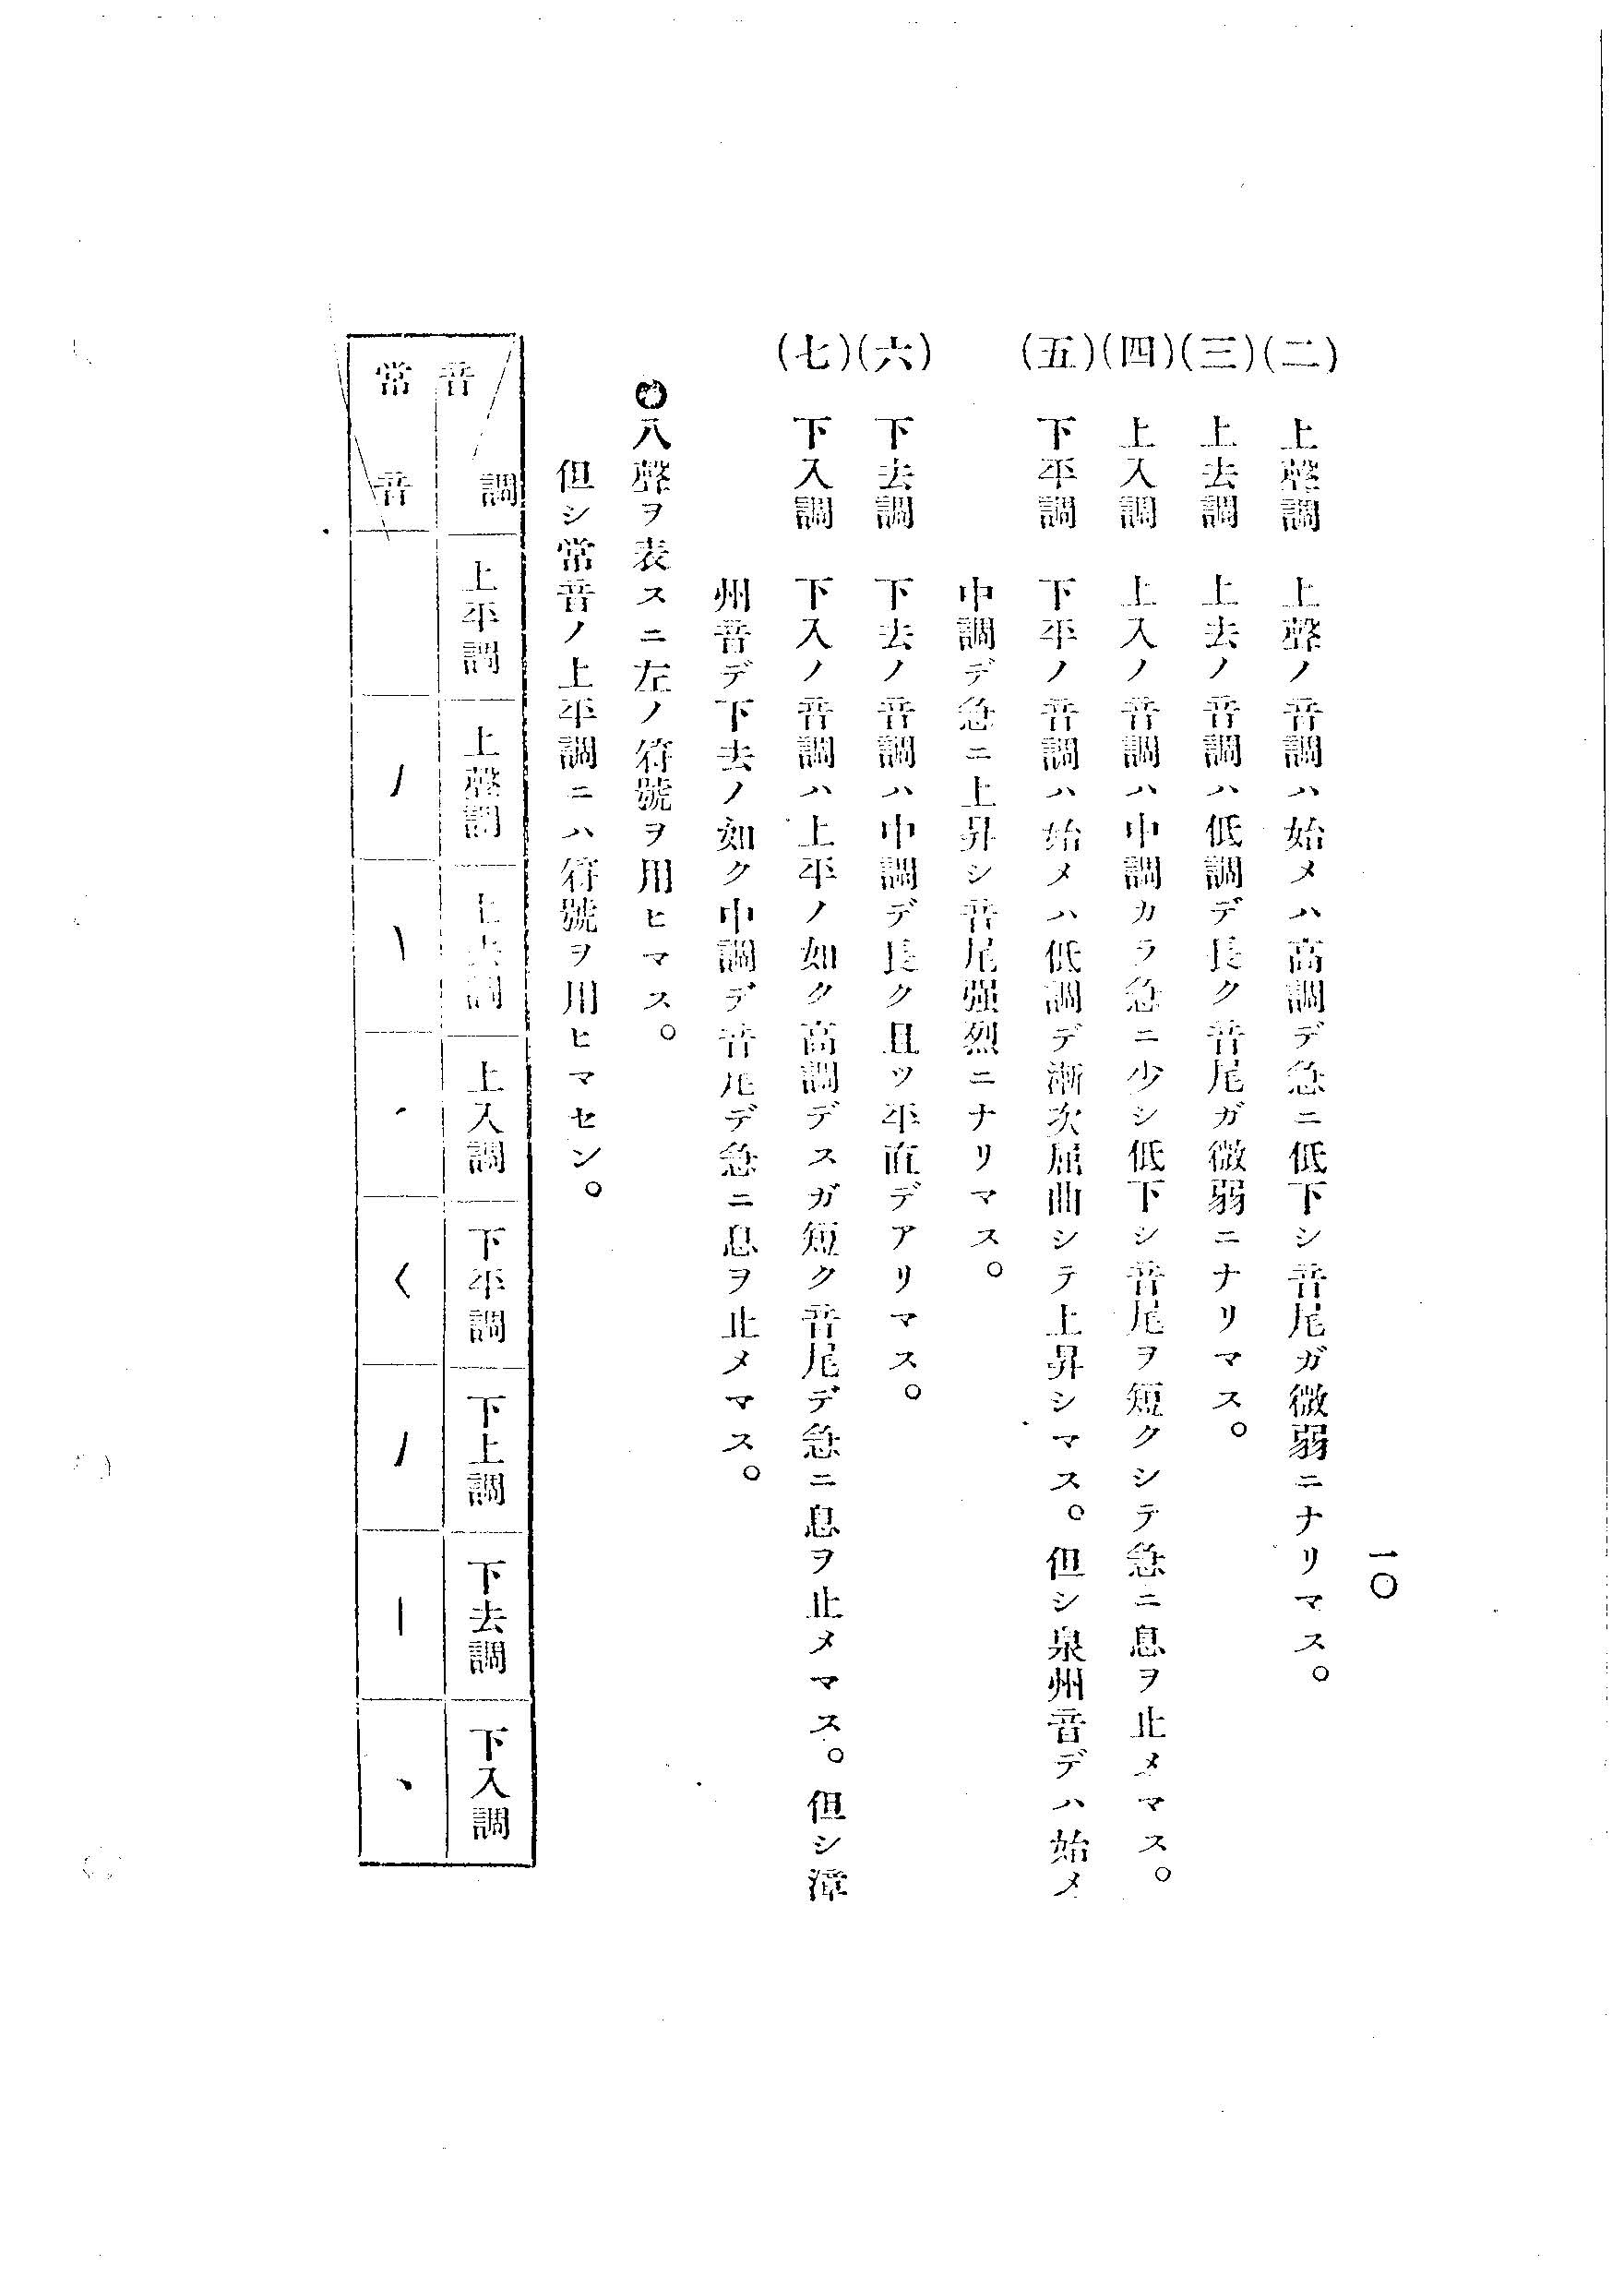 一〇
(二)　上聲調　上聲ノ音調ハ始メハ高調デ急ニ低下シ音尾ガ微弱ニナリマス。
(三)　上去調　上去ノ音調ハ低調デ長ク音尾ガ微弱ニナリマス。
(四)　上入調　上入ノ音調ハ中調カラ急ニ少シ低下シ音尾ヲ短クシテ急ニ息ヲ止メマス。
(五)　下平調　下平ノ音調ハ始メハ低調デ漸次屈曲シテ上昇シマス。但シ泉州音デハ始メ
中調デ急ニ上昇シ音尾强烈ニナリマス。
(六)　下去調　下去ノ音調ハ中調デ長ク且ツ平直デアリマス。
(七)　下入調　下入ノ音調ハ上平ノ如ク高調デスガ短ク音尾デ急ニ息ヲ止メマス。但シ漳
州音デ下去ノ如ク中調デ音尾デ急ニ息ヲ止メマス。
八聲ヲ表スニ左ノ符號ヲ用ヒマス。
但シ常音ノ上平調ニハ符號ヲ用ヒマセン。
調　音　上平調　上聲調　上去調　上入調　下平調　下上調　下去調　下入調
常音　　ノ　〵　・　く　ノ　｜　、